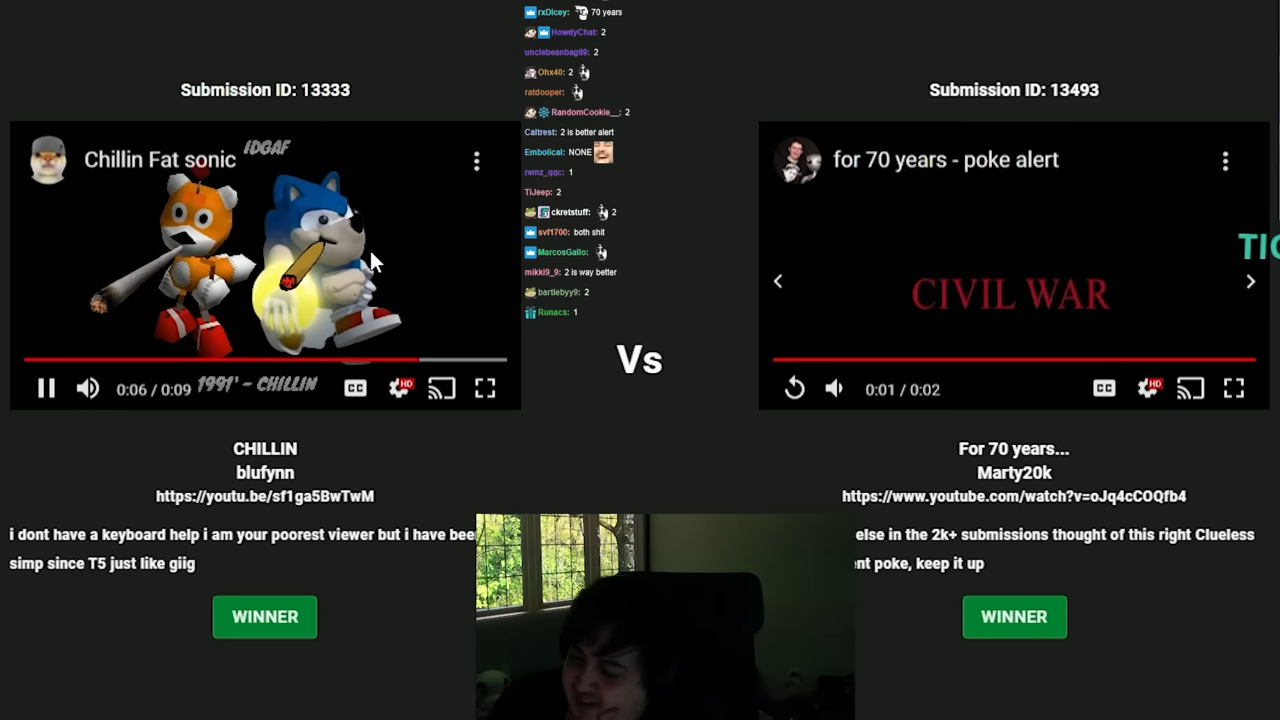 rxDicey: 70 years
HowdyChat: 2
unclebeanbag69: 2
Ohx40: 2
ratdooper:
RandomCookie__: 2
Caltrest: 2 is better alert
Embolical: NONE
remz_qqc: 1
TiJeep: 2
ckretstuff: 2
svf1700: both shit
MarcosGallo:
mikki9_9: 2 is way better
bartlebyy9: 2
Runacs: 1
Submission ID: 13333
Chillin Fat sonic
IDGAF
1991' - CHILLIN
0:06 / 0:09
CC
HD
CHILLIN
blufynn
https://youtu.be/sf1ga5BwTwM
i dont have a keyboard help i am your poorest viewer but i have bee
simp since T5 just like giig
WINNER
Vs
Submission ID: 13493
for 70 years - poke alert
CIVIL WAR
0:01 / 0:02
CC
HD
For 70 years...
Marty20k
https://www.youtube.com/watch?v=oJq4cCOQfb4
else in the 2k+ submissions thought of this right Clueless
nt poke, keep it up
WINNER